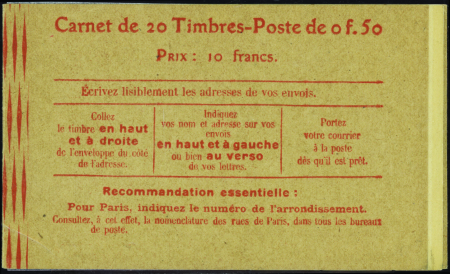 Carnet de 20 Timbres-Poste de 0 f. 50
PRIX : 10 francs.
Écrivez lisiblement les adresses de vos envois.
Collez
le timbre en haut
et à droite
de l'enveloppe du côté
de l'adresse.
Indiquez
vos nom et adresse sur vos
envois
en haut et à gauche
ou bien au verso
de vos lettres.
Portez
votre courrier
à la poste
dès qu'il est prêt.
Recommandation essentielle :
Pour Paris, indiquez le numéro de l'arrondissement.
Consultez, à cet effet, la nomenclature des rues de Paris, dans tous les bureaux
de poste.